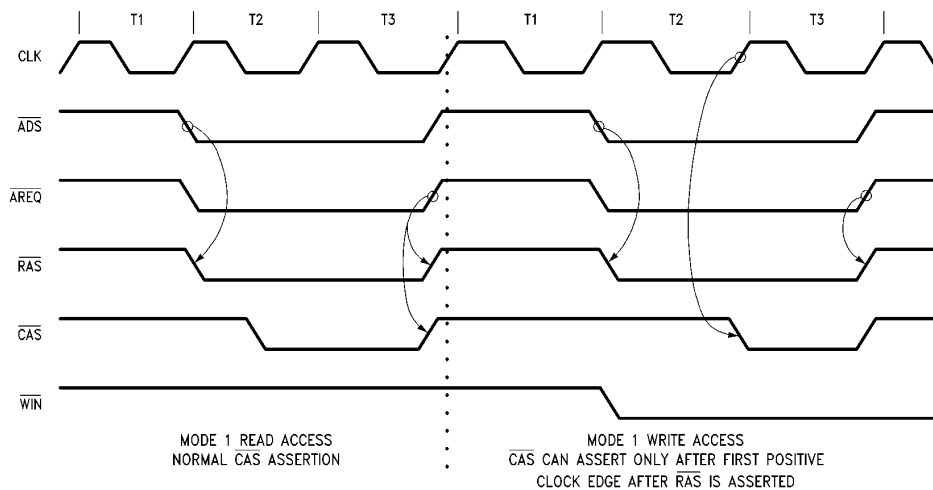 T1 T2 T3 T1 T2 T3
CLK
ADS
AREQ
RAS
CAS
WIN
MODE 1 READ ACCESS
NORMAL CAS ASSERTION
MODE 1 WRITE ACCESS
CAS CAN ASSERT ONLY AFTER FIRST POSITIVE
CLOCK EDGE AFTER RAS IS ASSERTED